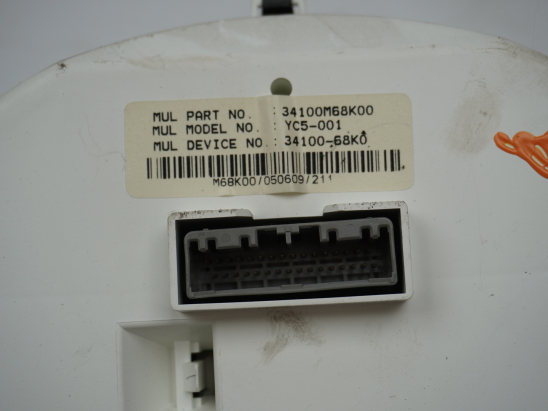 MUL PART NO. : 34100M68K00
MUL MODEL NO. : YC5-001
MUL DEVICE NO. : 34100-68K0
M68K00/050609/211